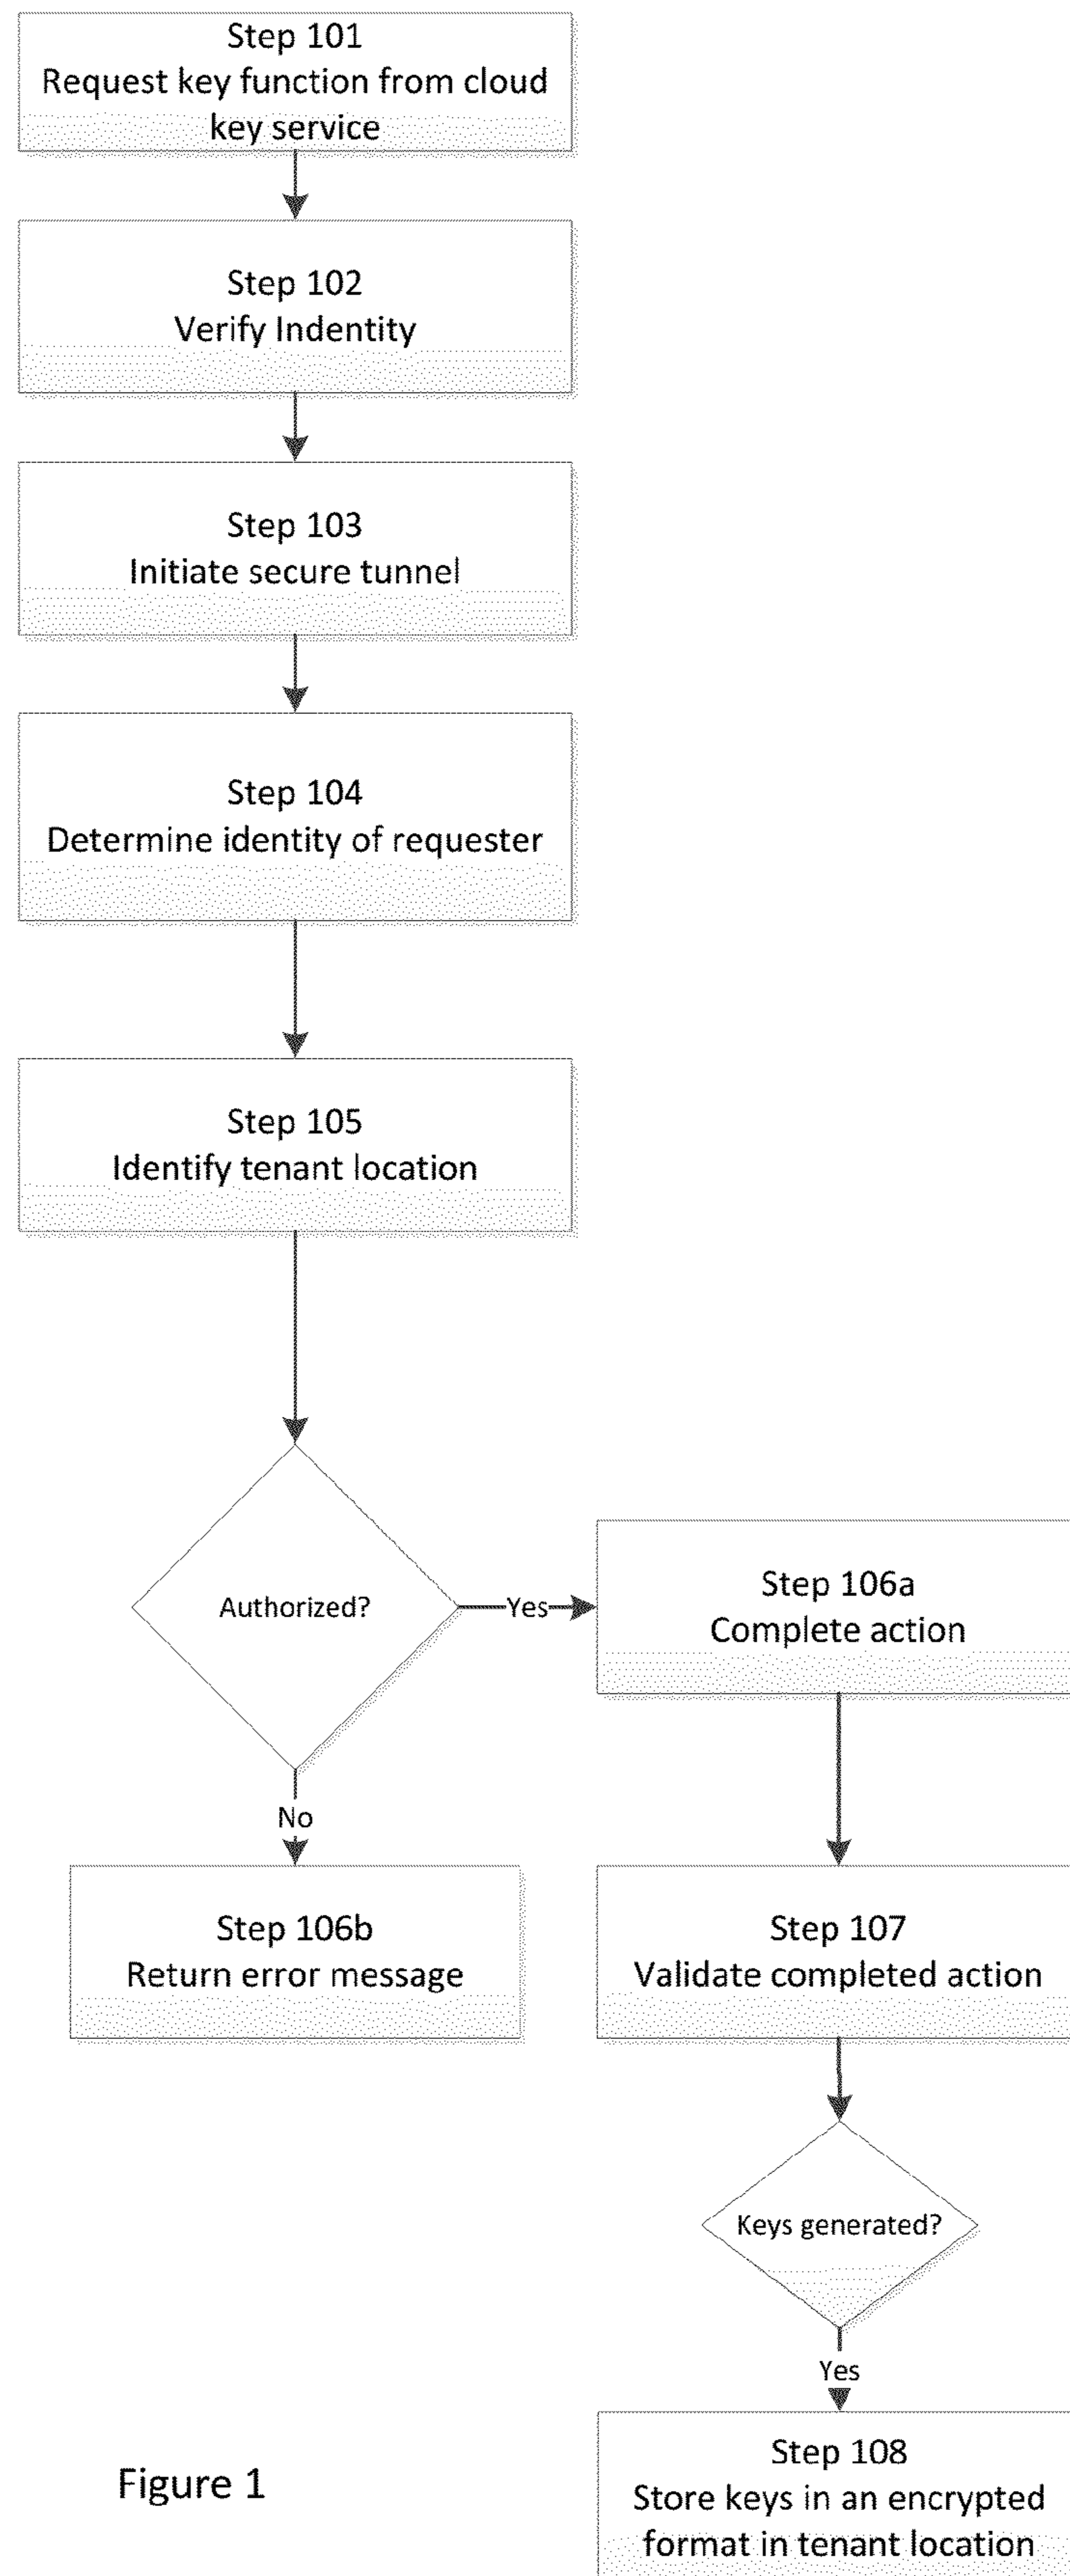 Step 101
Request key function from cloud
key service
Step 102
Verify Indentity
Step 103
Initiate secure tunnel
Step 104
Determine identity of requester
Step 105
Identify tenant location
Authorized?
Yes
Step 106a
Complete action
No
Step 106b
Return error message
Step 107
Validate completed action
Keys generated?
Yes
Step 108
Store keys in an encrypted
format in tenant location
Figure 1